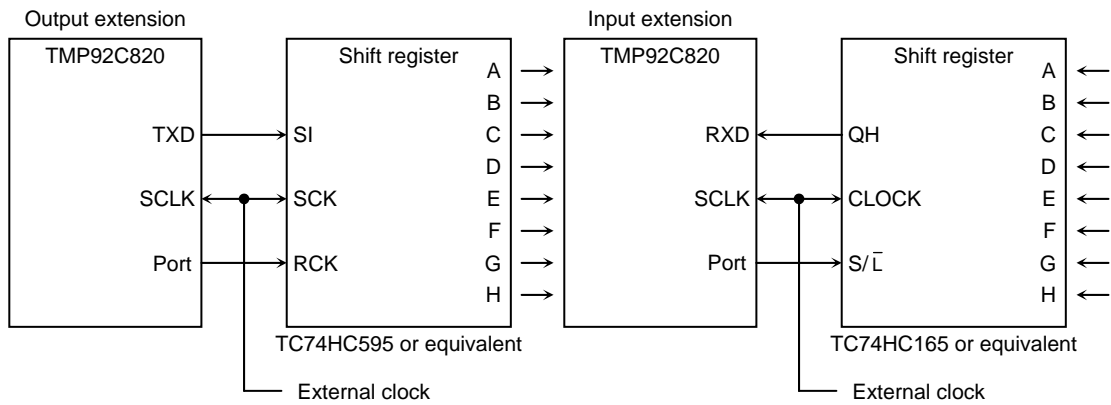 Output extension
TMP92C820
TXD
SCLK
Port
Shift register
SI
SCK
RCK
A
B
C
D
E
F
G
H
TC74HC595 or equivalent
External clock
Input extension
TMP92C820
RXD
SCLK
Port
Shift register
QH
CLOCK
S/L̅
A
B
C
D
E
F
G
H
TC74HC165 or equivalent
External clock